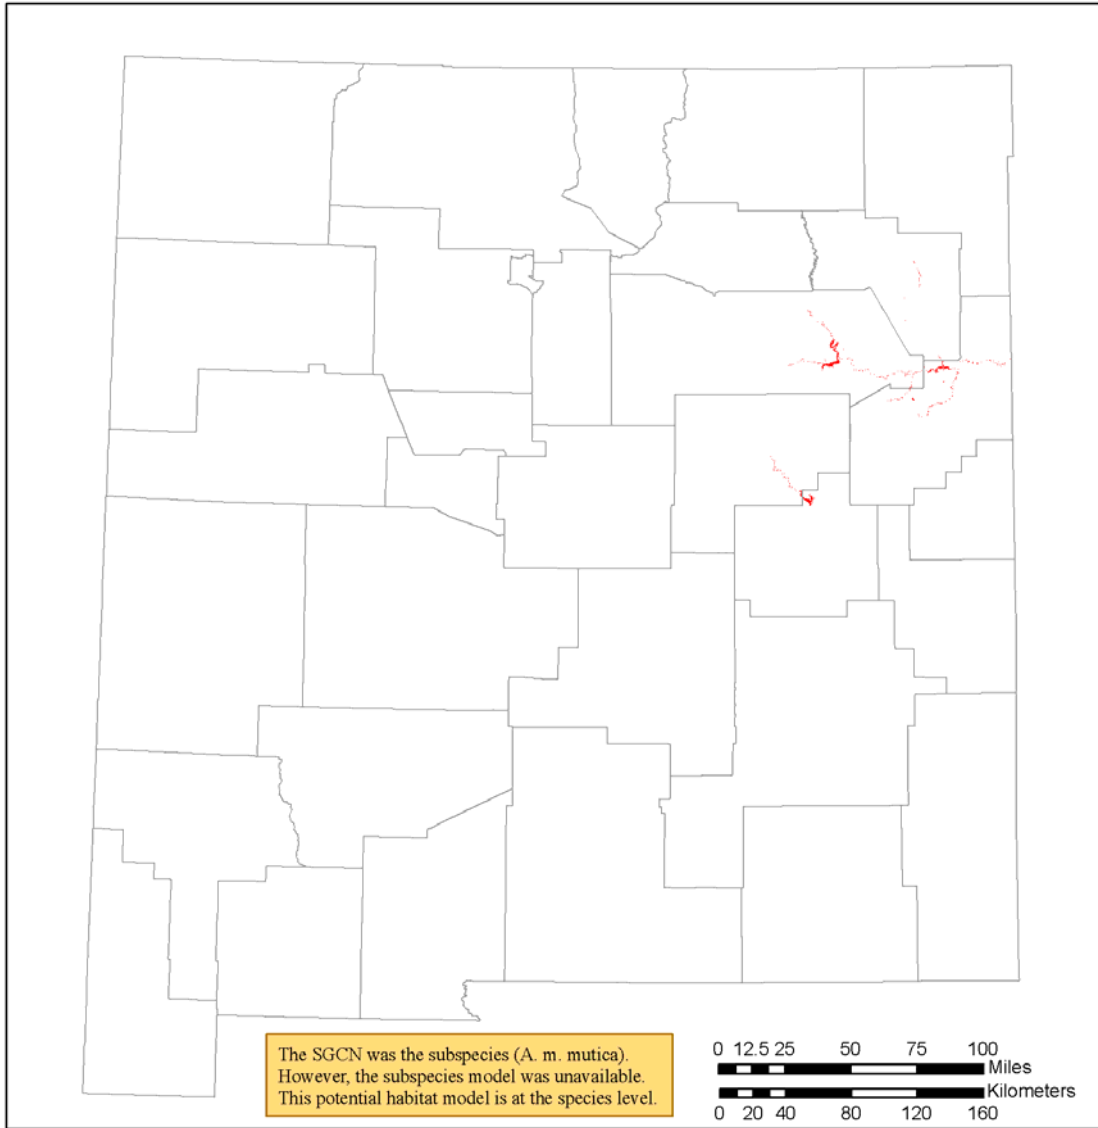 The SGCN was the subspecies (A. m. mutica).
However, the subspecies model was unavailable.
This potential habitat model is at the species level.
0 12.5 25 50 75 100
Miles
Kilometers
0 20 40 80 120 160